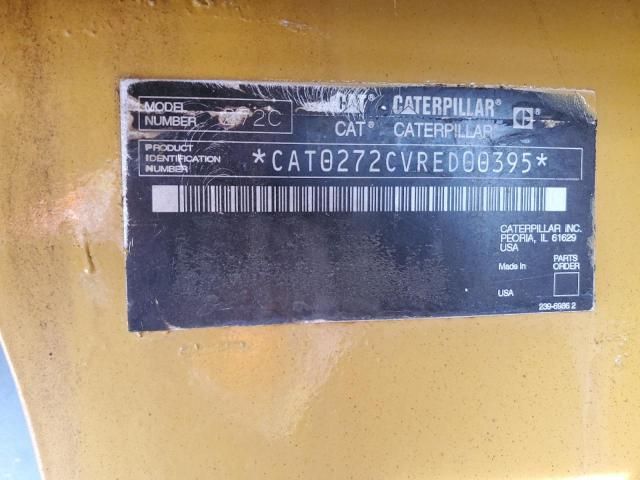 MODEL NUMBER 272C
CAT® CATERPILLAR®
CAT® CATERPILLAR®
PRODUCT IDENTIFICATION NUMBER *CAT0272CVRED00395*
CATERPILLAR INC.
PEORIA, IL 61629
USA
Made in
PARTS ORDER
USA
239-6986 2